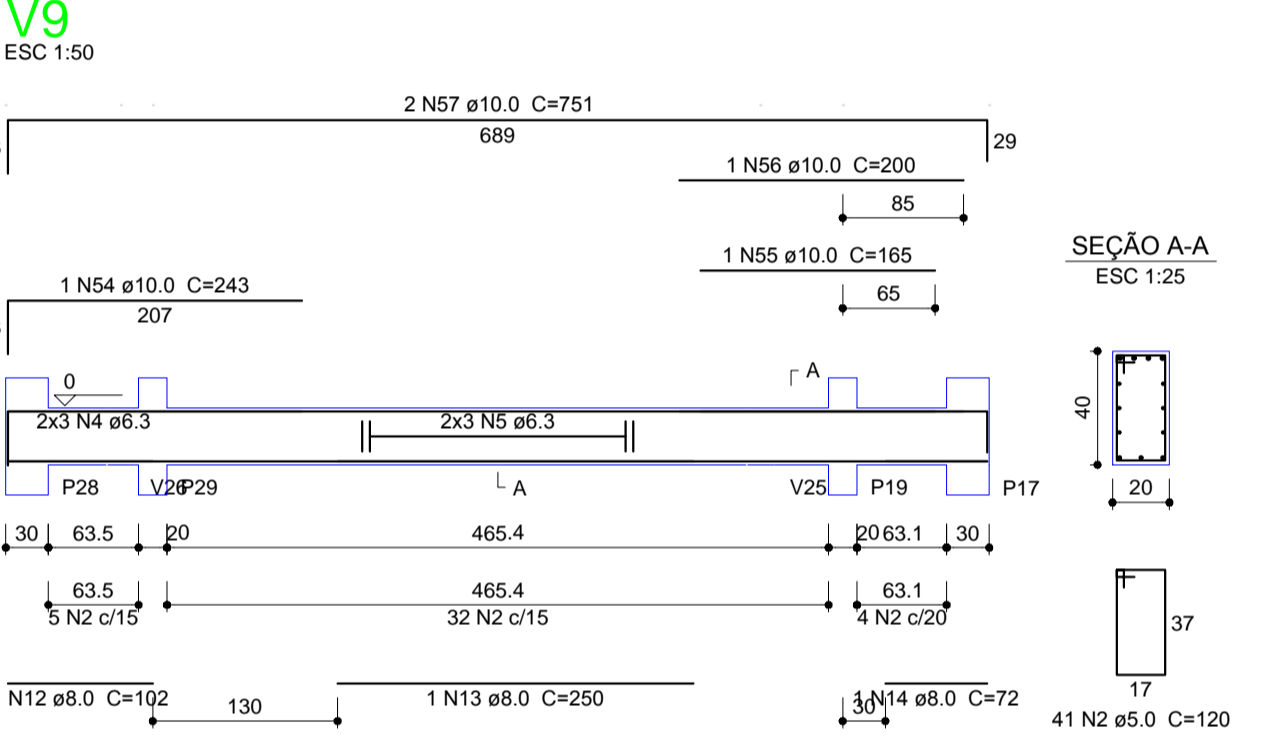 V9
ESC 1:50
2 N57 ø10.0 C=751
689
29
1 N56 ø10.0 C=200
85
1 N55 ø10.0 C=165
65
SEÇÃO A-A
ESC 1:25
1 N54 ø10.0 C=243
207
0
A
2x3 N4 ø6.3
2x3 N5 ø6.3
40
20
P28
V26
P29
A
V25
P19
P17
30
63.5
20
465.4
20
63.1
30
63.5
465.4
63.1
5 N2 c/15
32 N2 c/15
4 N2 c/20
37
17
N12 ø8.0 C=102
130
1 N13 ø8.0 C=250
30
1 N14 ø8.0 C=72
41 N2 ø5.0 C=120